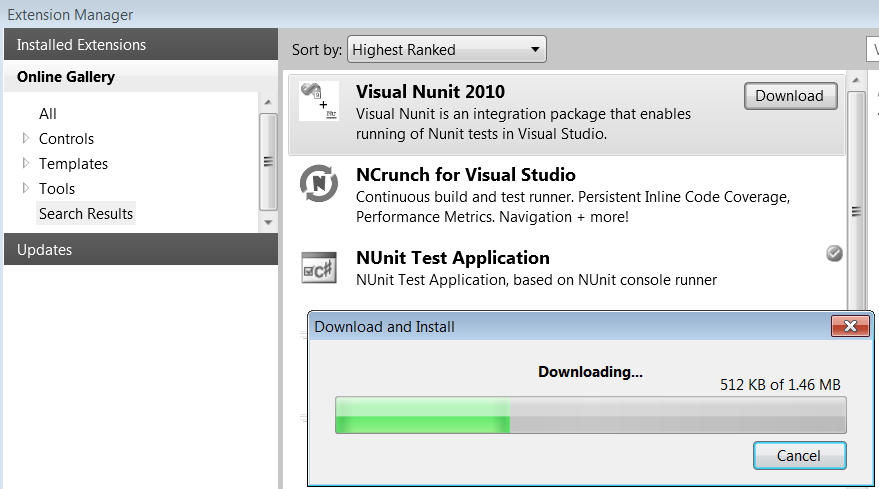 Extension Manager
Installed Extensions
Online Gallery
All
Controls
Templates
Tools
Search Results
Updates
Sort by: Highest Ranked
Visual Nunit 2010
Download
Visual Nunit is an integration package that enables
running of Nunit tests in Visual Studio.
NCrunch for Visual Studio
Continuous build and test runner. Persistent Inline Code Coverage,
Performance Metrics. Navigation + more!
NUnit Test Application
NUnit Test Application, based on NUnit console runner
Download and Install
Downloading...
512 KB of 1.46 MB
Cancel